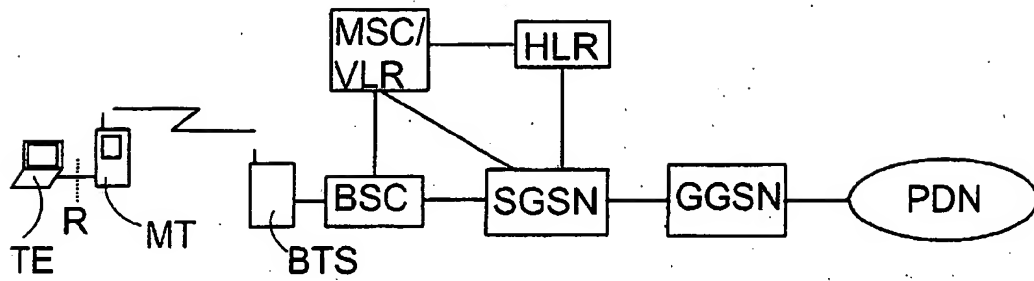 MSC/
VLR
HLR
BSC
SGSN
GGSN
PDN
TE
R
MT
BTS